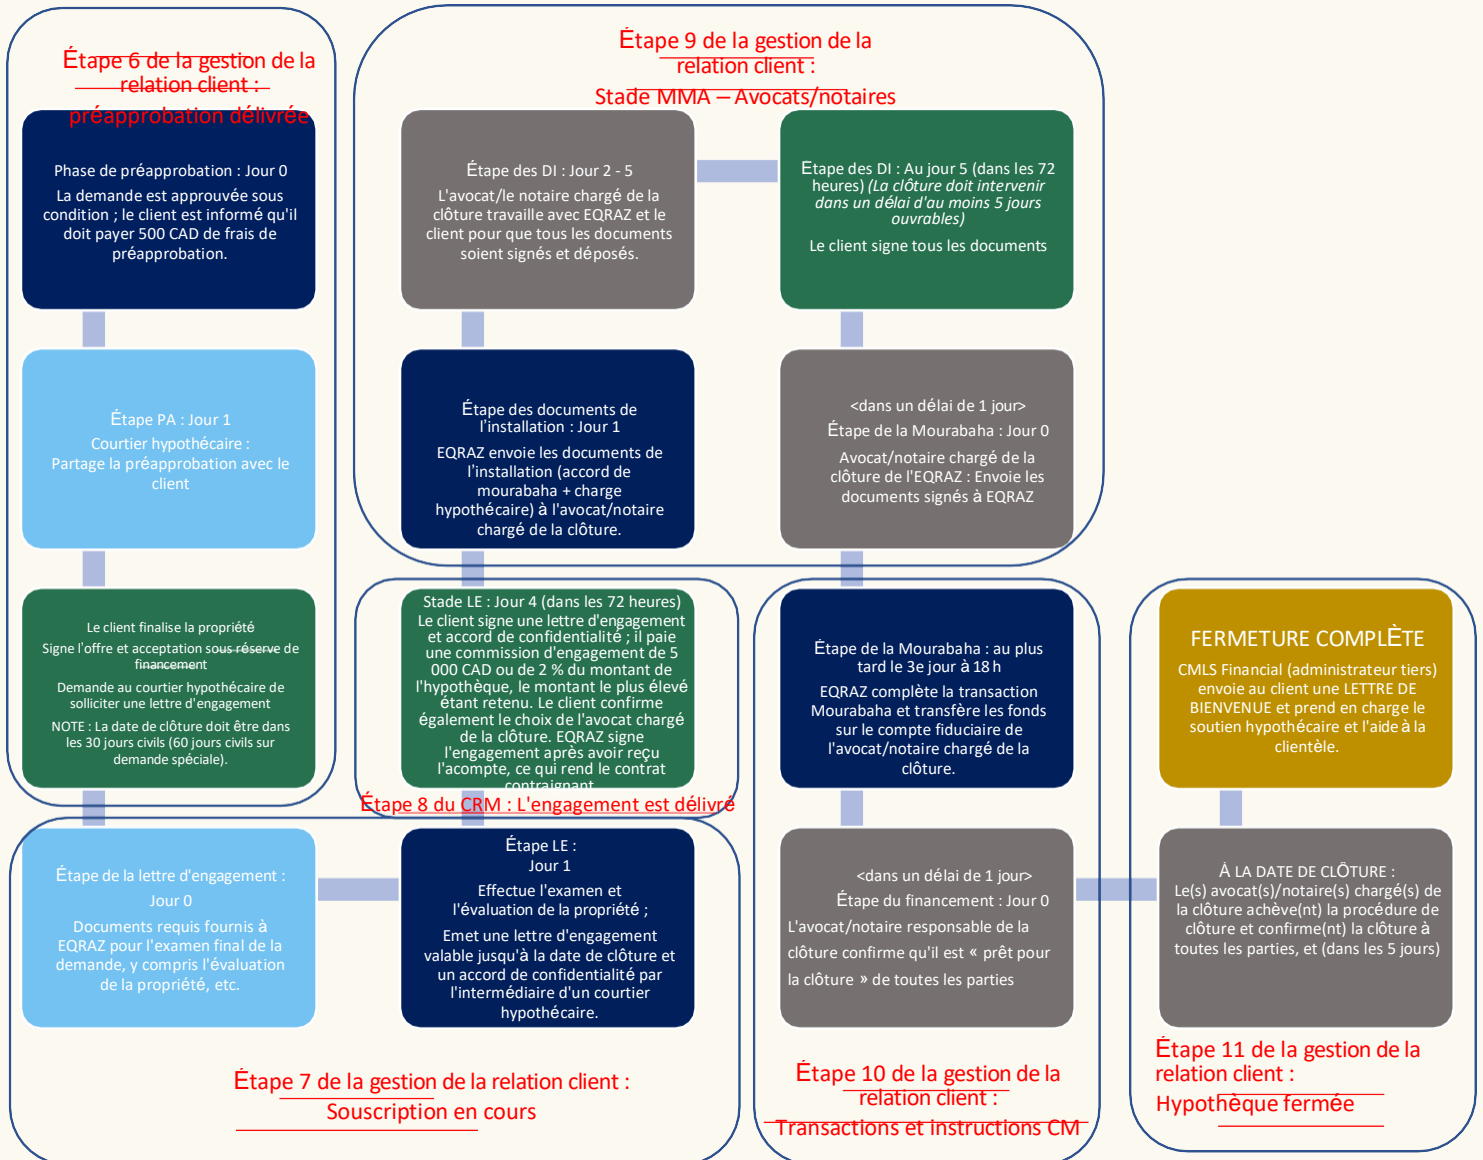 Étape 6 de la gestion de la
relation client :
préapprobation délivrée
Phase de préapprobation : Jour 0
La demande est approuvée sous
condition ; le client est informé qu'il
doit payer 500 CAD de frais de
préapprobation.
Étape PA : Jour 1
Courtier hypothécaire :
Partage la préapprobation avec le
client
Le client finalise la propriété
Signe l'offre et acceptation sous réserve de
financement
Demande au courtier hypothécaire de
solliciter une lettre d'engagement
NOTE : La date de clôture doit être dans
les 30 jours civils (60 jours civils sur
demande spéciale).
Étape de la lettre d'engagement :
Jour 0
Documents requis fournis à
EQRAZ pour l'examen final de la
demande, y compris l'évaluation
de la propriété, etc.
Étape LE :
Jour 1
Effectue l'examen et
l'évaluation de la propriété ;
Emet une lettre d'engagement
valable jusqu'à la date de clôture et
un accord de confidentialité par
l'intermédiaire d'un courtier
hypothécaire.
Étape 7 de la gestion de la relation client :
Souscription en cours
Stade LE : Jour 4 (dans les 72 heures)
Le client signe une lettre d'engagement
et accord de confidentialité ; il paie
une commission d'engagement de 5
000 CAD ou de 2 % du montant de
l'hypothèque, le montant le plus élevé
étant retenu. Le client confirme
également le choix de l'avocat chargé
de la clôture. EQRAZ signe
l'engagement après avoir reçu
l'acompte, ce qui rend le contrat
contraignant
Étape 8 du CRM : L'engagement est délivré
Étape 9 de la gestion de la
relation client :
Stade MMA – Avocats/notaires
Étape des documents de
l'installation : Jour 1
EQRAZ envoie les documents de
l'installation (accord de
mourabaha + charge
hypothécaire) à l'avocat/notaire
chargé de la clôture.
Étape des DI : Jour 2 - 5
L'avocat/le notaire chargé de la
clôture travaille avec EQRAZ et le
client pour que tous les documents
soient signés et déposés.
Étape des DI : Au jour 5 (dans les 72
heures) (La clôture doit intervenir
dans un délai d'au moins 5 jours
ouvrables)
Le client signe tous les documents
<dans un délai de 1 jour>
Étape de la Mourabaha : Jour 0
Avocat/notaire chargé de la
clôture de l'EQRAZ : Envoie les
documents signés à EQRAZ
Étape de la Mourabaha : au plus
tard le 3e jour à 18 h
EQRAZ complète la transaction
Mourabaha et transfère les fonds
sur le compte fiduciaire de
l'avocat/notaire chargé de la
clôture.
<dans un délai de 1 jour>
Étape du financement : Jour 0
L'avocat/notaire responsable de la
clôture confirme qu'il est « prêt pour
la clôture » de toutes les parties
Étape 10 de la gestion de la
relation client :
Transactions et instructions CM
À LA DATE DE CLÔTURE :
Le(s) avocat(s)/notaire(s) chargé(s) de
la clôture achève(nt) la procédure de
clôture et confirme(nt) la clôture à
toutes les parties, et (dans les 5 jours)
FERMETURE COMPLÈTE
CMLS Financial (administrateur tiers)
envoie au client une LETTRE DE
BIENVENUE et prend en charge le
soutien hypothécaire et l'aide à la
clientèle.
Étape 11 de la gestion de la
relation client :
Hypothèque fermée